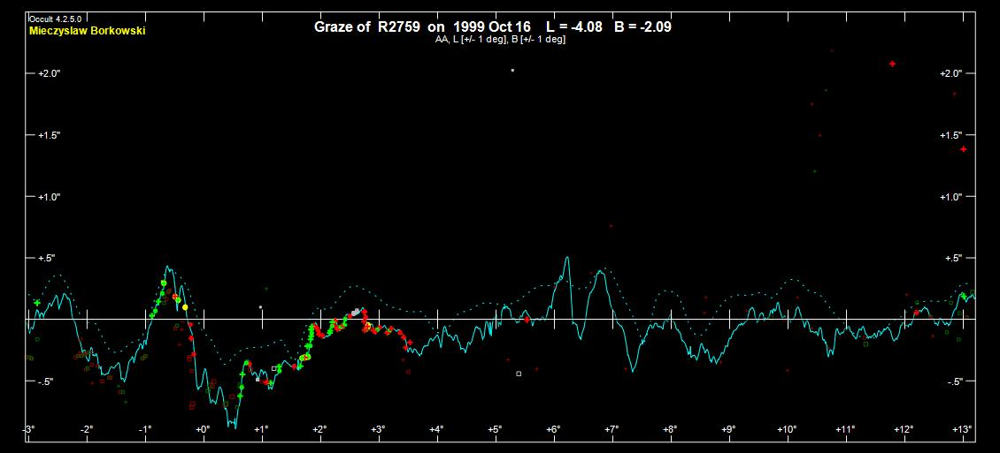 Occult 4.2.5.0
Mieczyslaw Borkowski
Graze of R2759 on 1999 Oct 16 L = -4.08 B = -2.09
AA, L [+/- 1 deg], B [+/- 1 deg]
+2.0" +2.0"
+1.5" +1.5"
+1.0" +1.0"
+.5" +.5"
-.5" -.5"
-3° -2° -1° +0° +1° +2° +3° +4° +5° +6° +7° +8° +9° +10° +11° +12° +13°